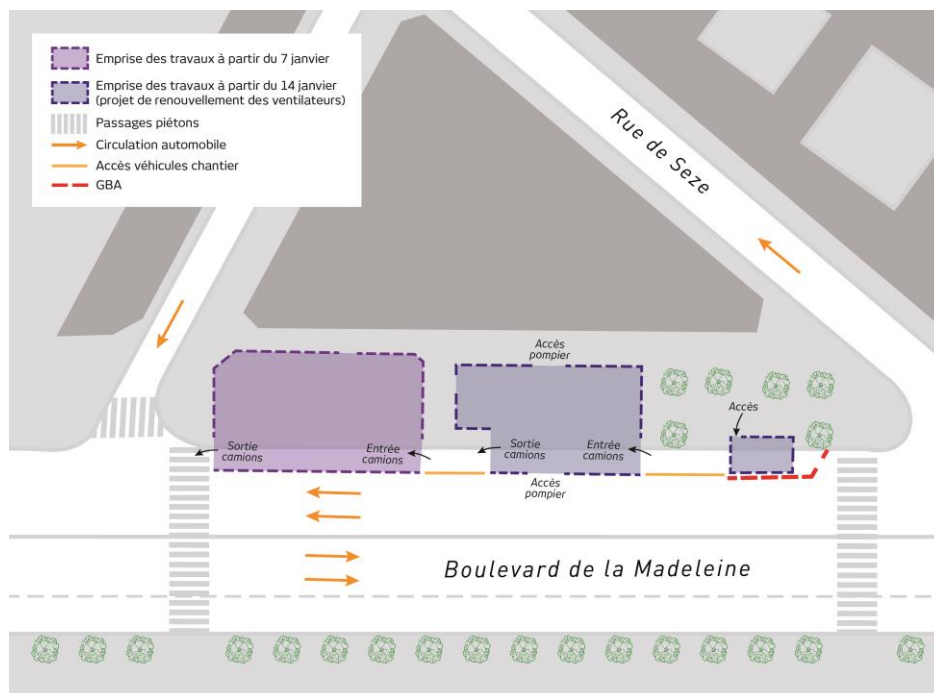 Emprise des travaux à partir du 7 janvier
Emprise des travaux à partir du 14 janvier
(projet de renouvellement des ventilateurs)
Passages piétons
Circulation automobile
Accès véhicules chantier
GBA
Rue de Seze
Accès
pompier
Accès
Sortie
camions
Entrée
camions
Sortie
camions
Entrée
camions
Accès
pompier
Boulevard de la Madeleine